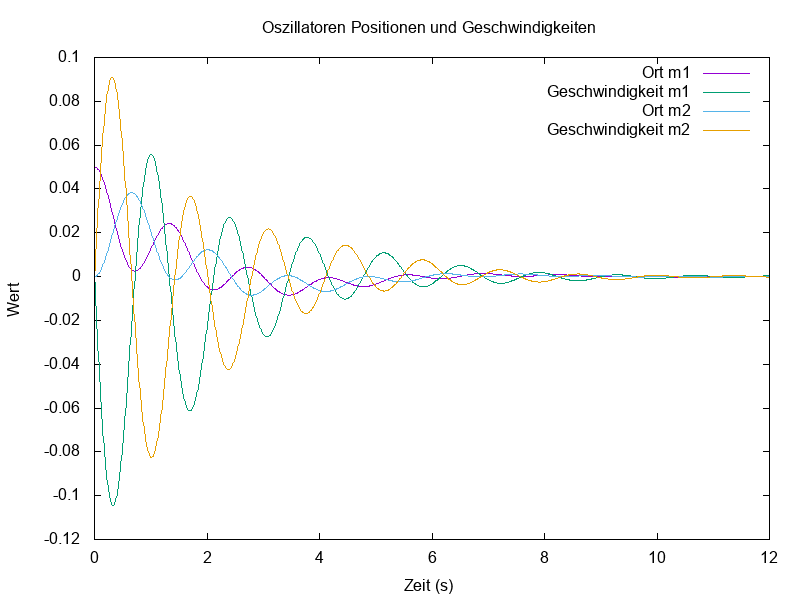 Oszillatoren Positionen und Geschwindigkeiten
0.1
0.08
0.06
0.04
0.02
0
-0.02
-0.04
-0.06
-0.08
-0.1
-0.12
Wert
Ort m1
Geschwindigkeit m1
Ort m2
Geschwindigkeit m2
0 2 4 6 8 10 12
Zeit (s)